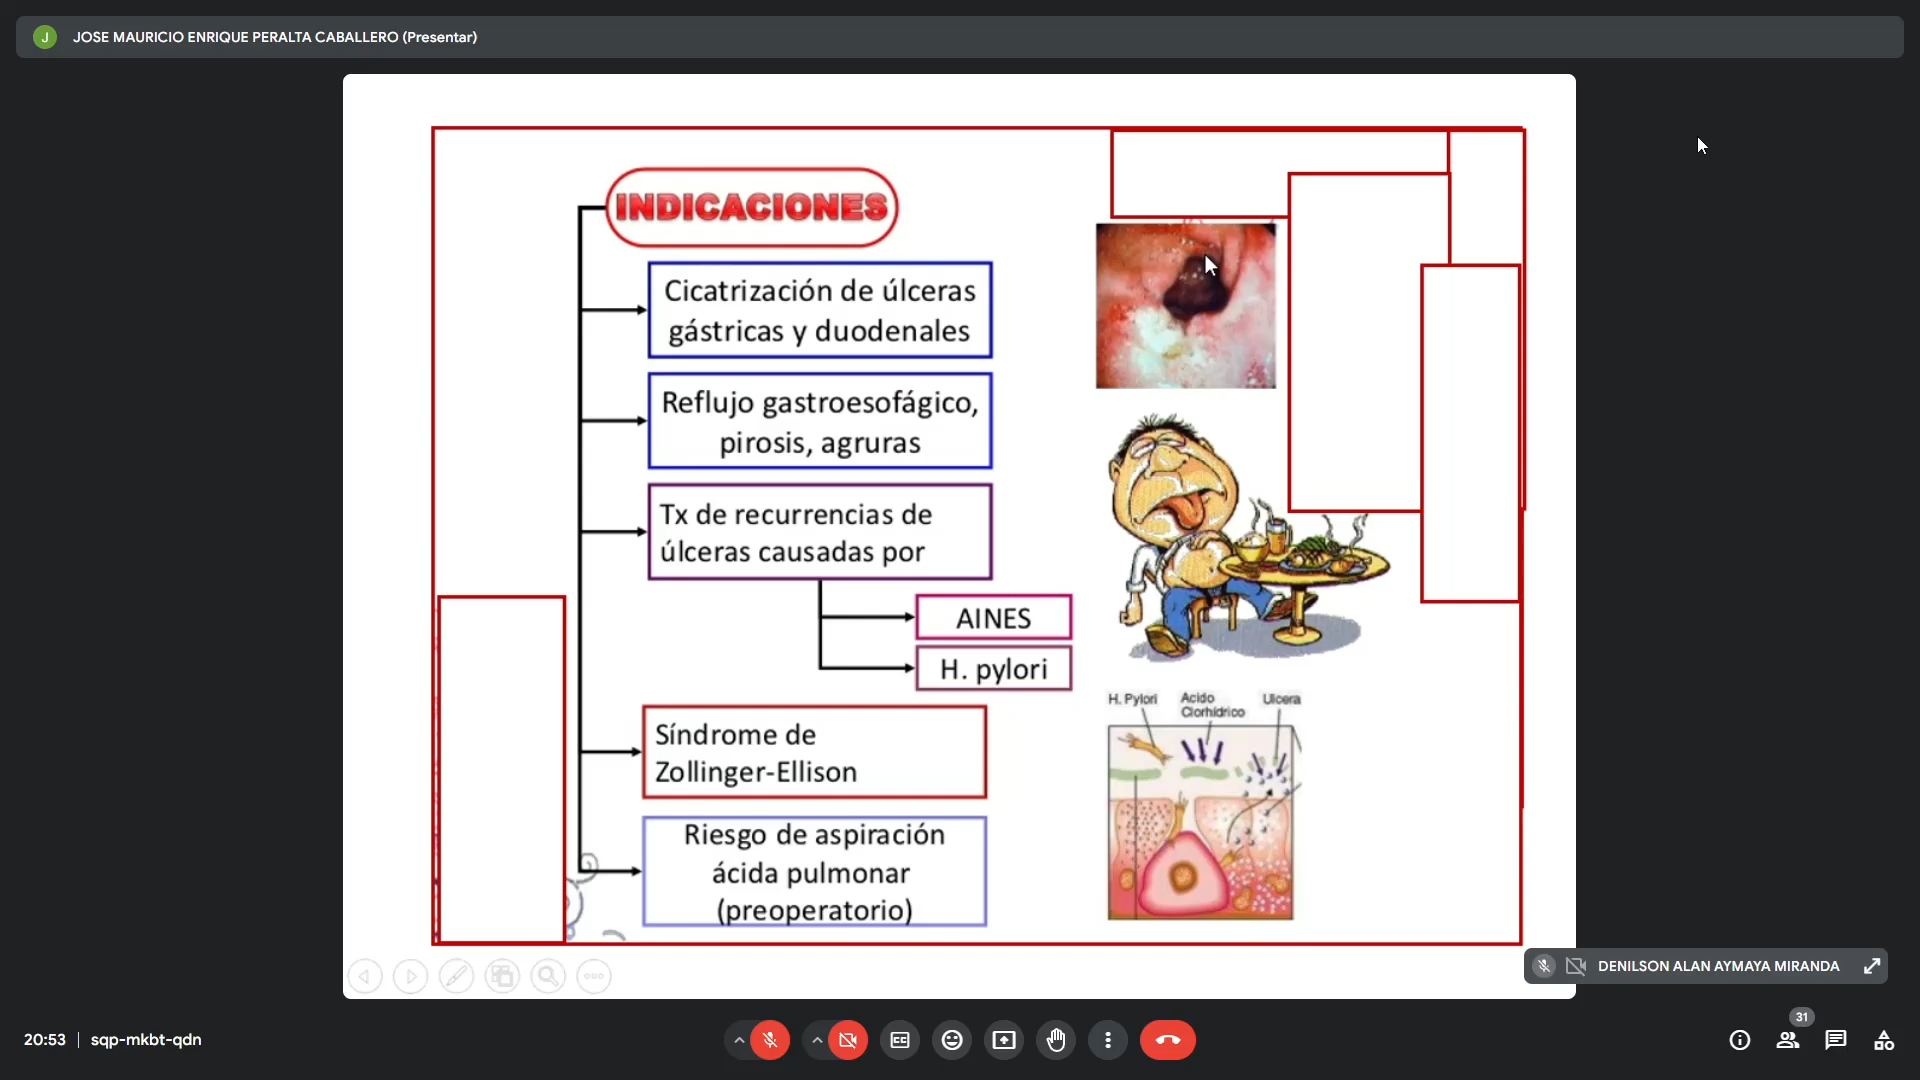 J
JOSE MAURICIO ENRIQUE PERALTA CABALLERO (Presentar)
INDICACIONES
Cicatrización de úlceras
gástricas y duodenales
Reflujo gastroesofágico,
pirosis, agruras
Tx de recurrencias de
úlceras causadas por
AINES
H. pylori
Síndrome de
Zollinger-Ellison
Riesgo de aspiración
ácida pulmonar
(preoperatorio)
H. Pylori
Acido
Clorhídrico
Ulcera
DENILSON ALAN AYMAYA MIRANDA
20:53
sqp-mkbt-qdn
CC
31